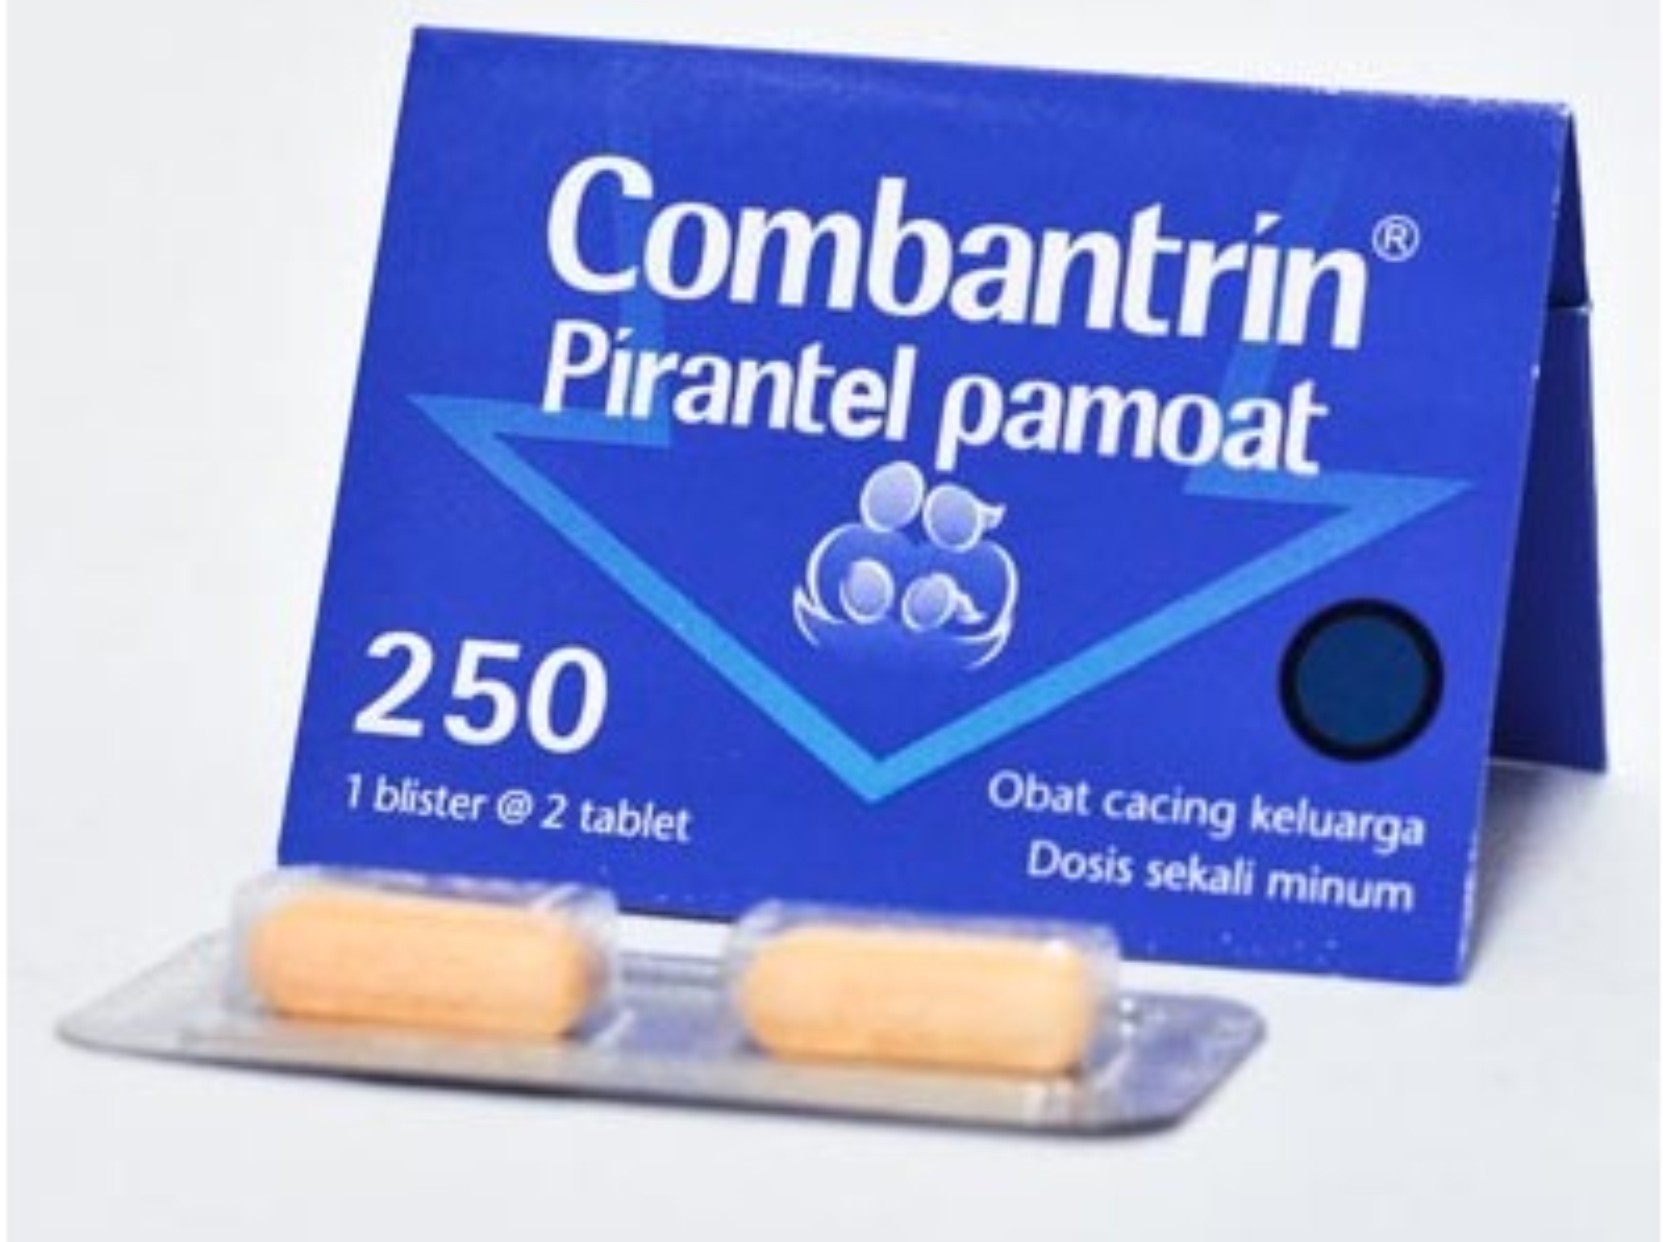 Combantrin®
Pirantel pamoat
250
1 blister @ 2 tablet
Obat cacing keluarga
Dosis sekali minum